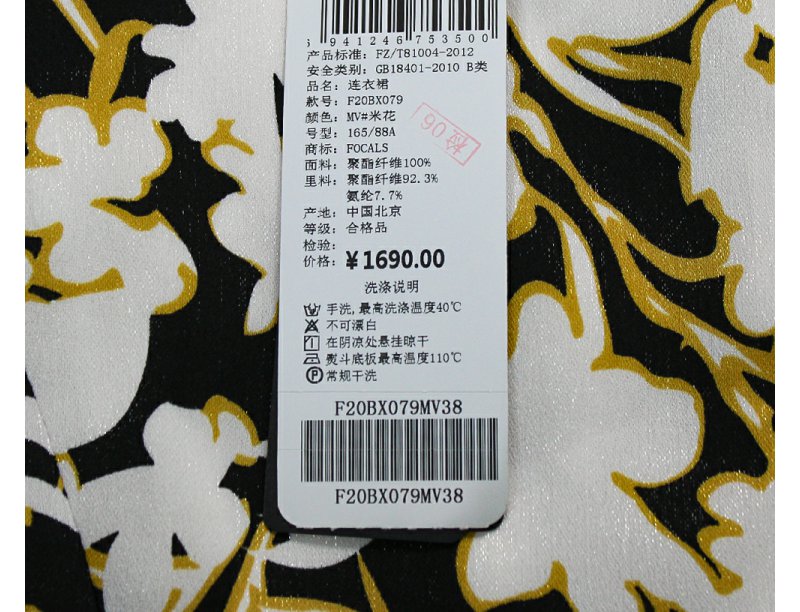 6 941246 753500
产品标准: FZ/T81004-2012
安全类别: GB18401-2010 B类
品名: 连衣裙
款号: F20BX079
颜色: MV#米花
号型: 165/88A
商标: FOCALS
面料: 聚酯纤维100%
里料: 聚酯纤维92.3%
氨纶7.7%
产地: 中国北京
等级: 合格品
检验:
检06
价格: ¥1690.00
洗涤说明
手洗,最高洗涤温度40℃
不可漂白
在阴凉处悬挂晾干
熨斗底板最高温度110℃
P 常规干洗
F20BX079MV38
F20BX079MV38